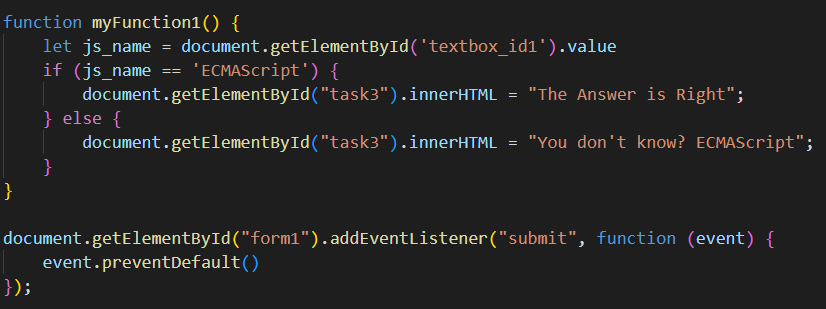 function myFunction1() {
    let js_name = document.getElementById('textbox_id1').value
    if (js_name == 'ECMAScript') {
        document.getElementById("task3").innerHTML = "The Answer is Right";
    } else {
        document.getElementById("task3").innerHTML = "You don't know? ECMAScript";
    }
}

document.getElementById("form1").addEventListener("submit", function (event) {
    event.preventDefault()
});